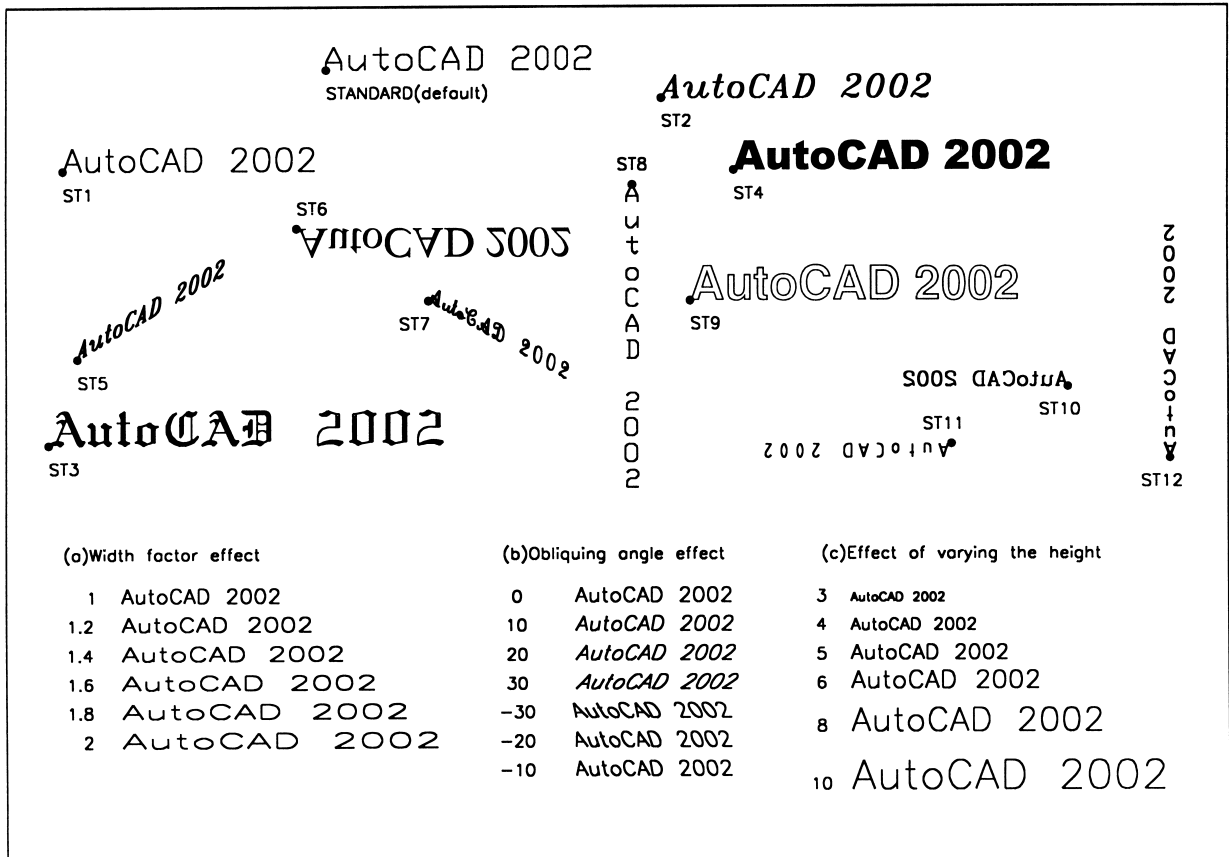 AutoCAD 2002
STANDARD(default)
AutoCAD 2002
ST2
AutoCAD 2002
ST1
AutoCAD 2002
ST4
ST8
AutoCAD 2002
ST6
AutoCAD 2002
AutoCAD 2002
ST5
ST7
AutoCAD 2002
AutoCAD 2002
ST9
AutoCAD 2002
ST10
ST11
AutoCAD 2002
AutoCAD 2002
ST12
AutoCAD 2002
ST3
(a)Width factor effect
1 AutoCAD 2002
1.2 AutoCAD 2002
1.4 AutoCAD 2002
1.6 AutoCAD 2002
1.8 AutoCAD 2002
2 AutoCAD 2002
(b)Obliquing angle effect
0 AutoCAD 2002
10 AutoCAD 2002
20 AutoCAD 2002
30 AutoCAD 2002
-30 AutoCAD 2002
-20 AutoCAD 2002
-10 AutoCAD 2002
(c)Effect of varying the height
3 AutoCAD 2002
4 AutoCAD 2002
5 AutoCAD 2002
6 AutoCAD 2002
8 AutoCAD 2002
10 AutoCAD 2002